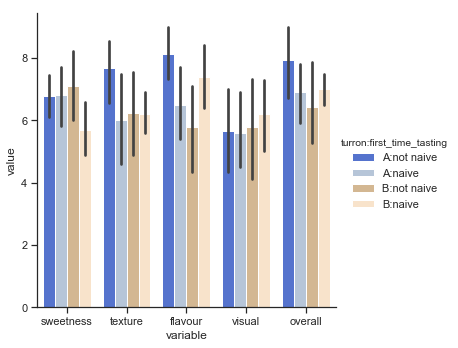 value
8
6
4
2
0
sweetness texture flavour visual overall
variable
turron:first_time_tasting
A:not naive
A:naive
B:not naive
B:naive